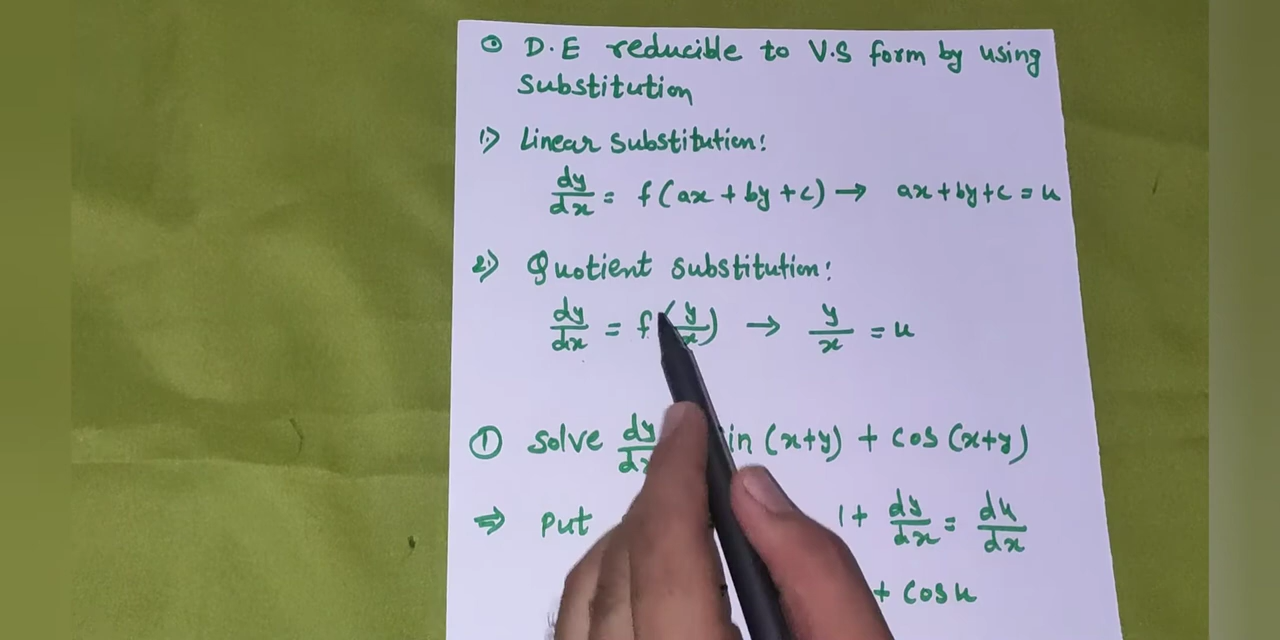 ⊙ D.E reducible to V.S form by using
Substitution
1.> Linear substitution:
dy/dx = f(ax + by + c) → ax + by + c = u
2.> Quotient substitution:
dy/dx = f(y/x) → y/x = u
① Solve dy/dx in (x+y) + cos (x+y)
⇒ Put 1 + dy/dx = du/dx
+ cos u